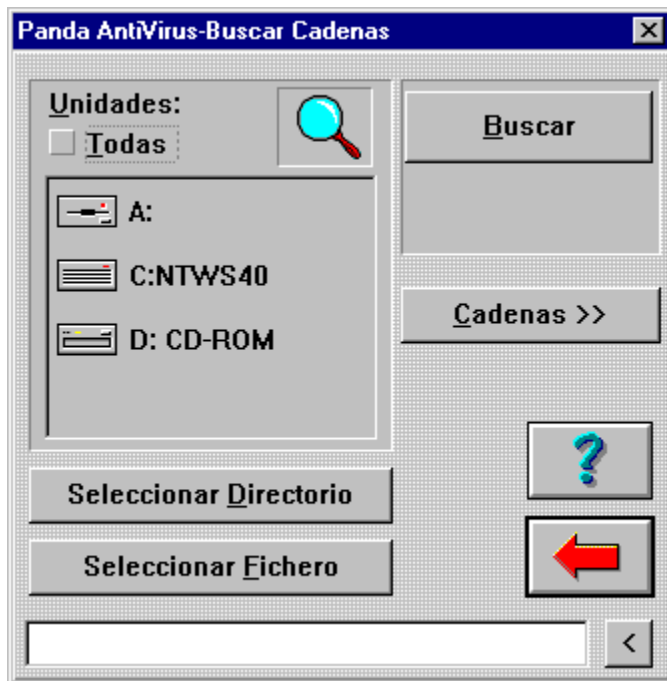 Panda AntiVirus-Buscar Cadenas
Unidades:
Todas
A:
C:NTWS40
D: CD-ROM
Buscar
Cadenas >>
Seleccionar Directorio
Seleccionar Fichero
?
<